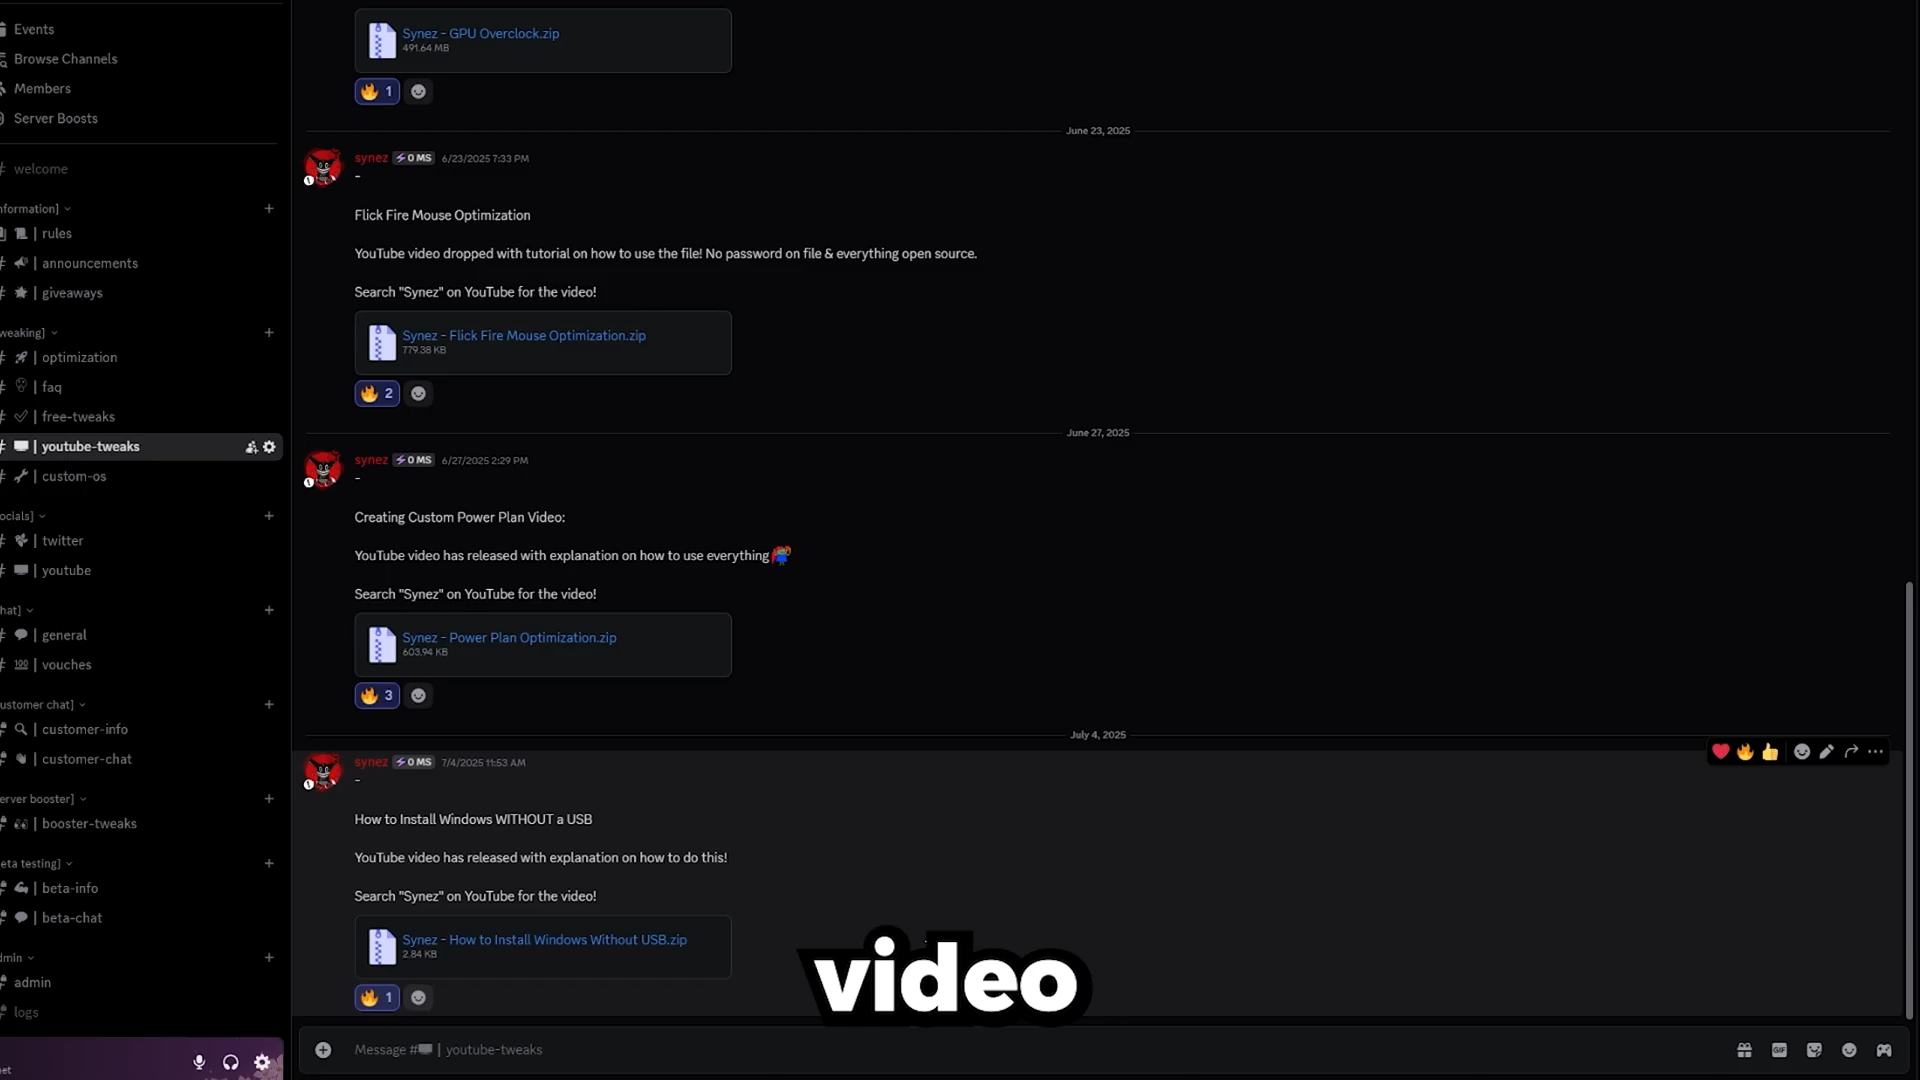 Events
Browse Channels
Members
Server Boosts
welcome
nformation]
| rules
| announcements
| giveaways
weaking]
| optimization
| faq
| free-tweaks
| youtube-tweaks
| custom-os
ocials]
| twitter
| youtube
hat]
| general
| vouches
ustomer chat]
| customer-info
| customer-chat
erver booster]
| booster-tweaks
eta testing]
| beta-info
| beta-chat
dmin
admin
logs
net
Synez - GPU Overclock.zip
491.64 MB
1
June 23, 2025
synez 0 MS 6/23/2025 7:33 PM
-
Flick Fire Mouse Optimization
YouTube video dropped with tutorial on how to use the file! No password on file & everything open source.
Search "Synez" on YouTube for the video!
Synez - Flick Fire Mouse Optimization.zip
779.38 KB
2
June 27, 2025
synez 0 MS 6/27/2025 2:29 PM
-
Creating Custom Power Plan Video:
YouTube video has released with explanation on how to use everything
Search "Synez" on YouTube for the video!
Synez - Power Plan Optimization.zip
603.94 KB
3
July 4, 2025
synez 0 MS 7/4/2025 11:53 AM
-
How to Install Windows WITHOUT a USB
YouTube video has released with explanation on how to do this!
Search "Synez" on YouTube for the video!
Synez - How to Install Windows Without USB.zip
2.84 KB
1
video
Message # | youtube-tweaks
GIF